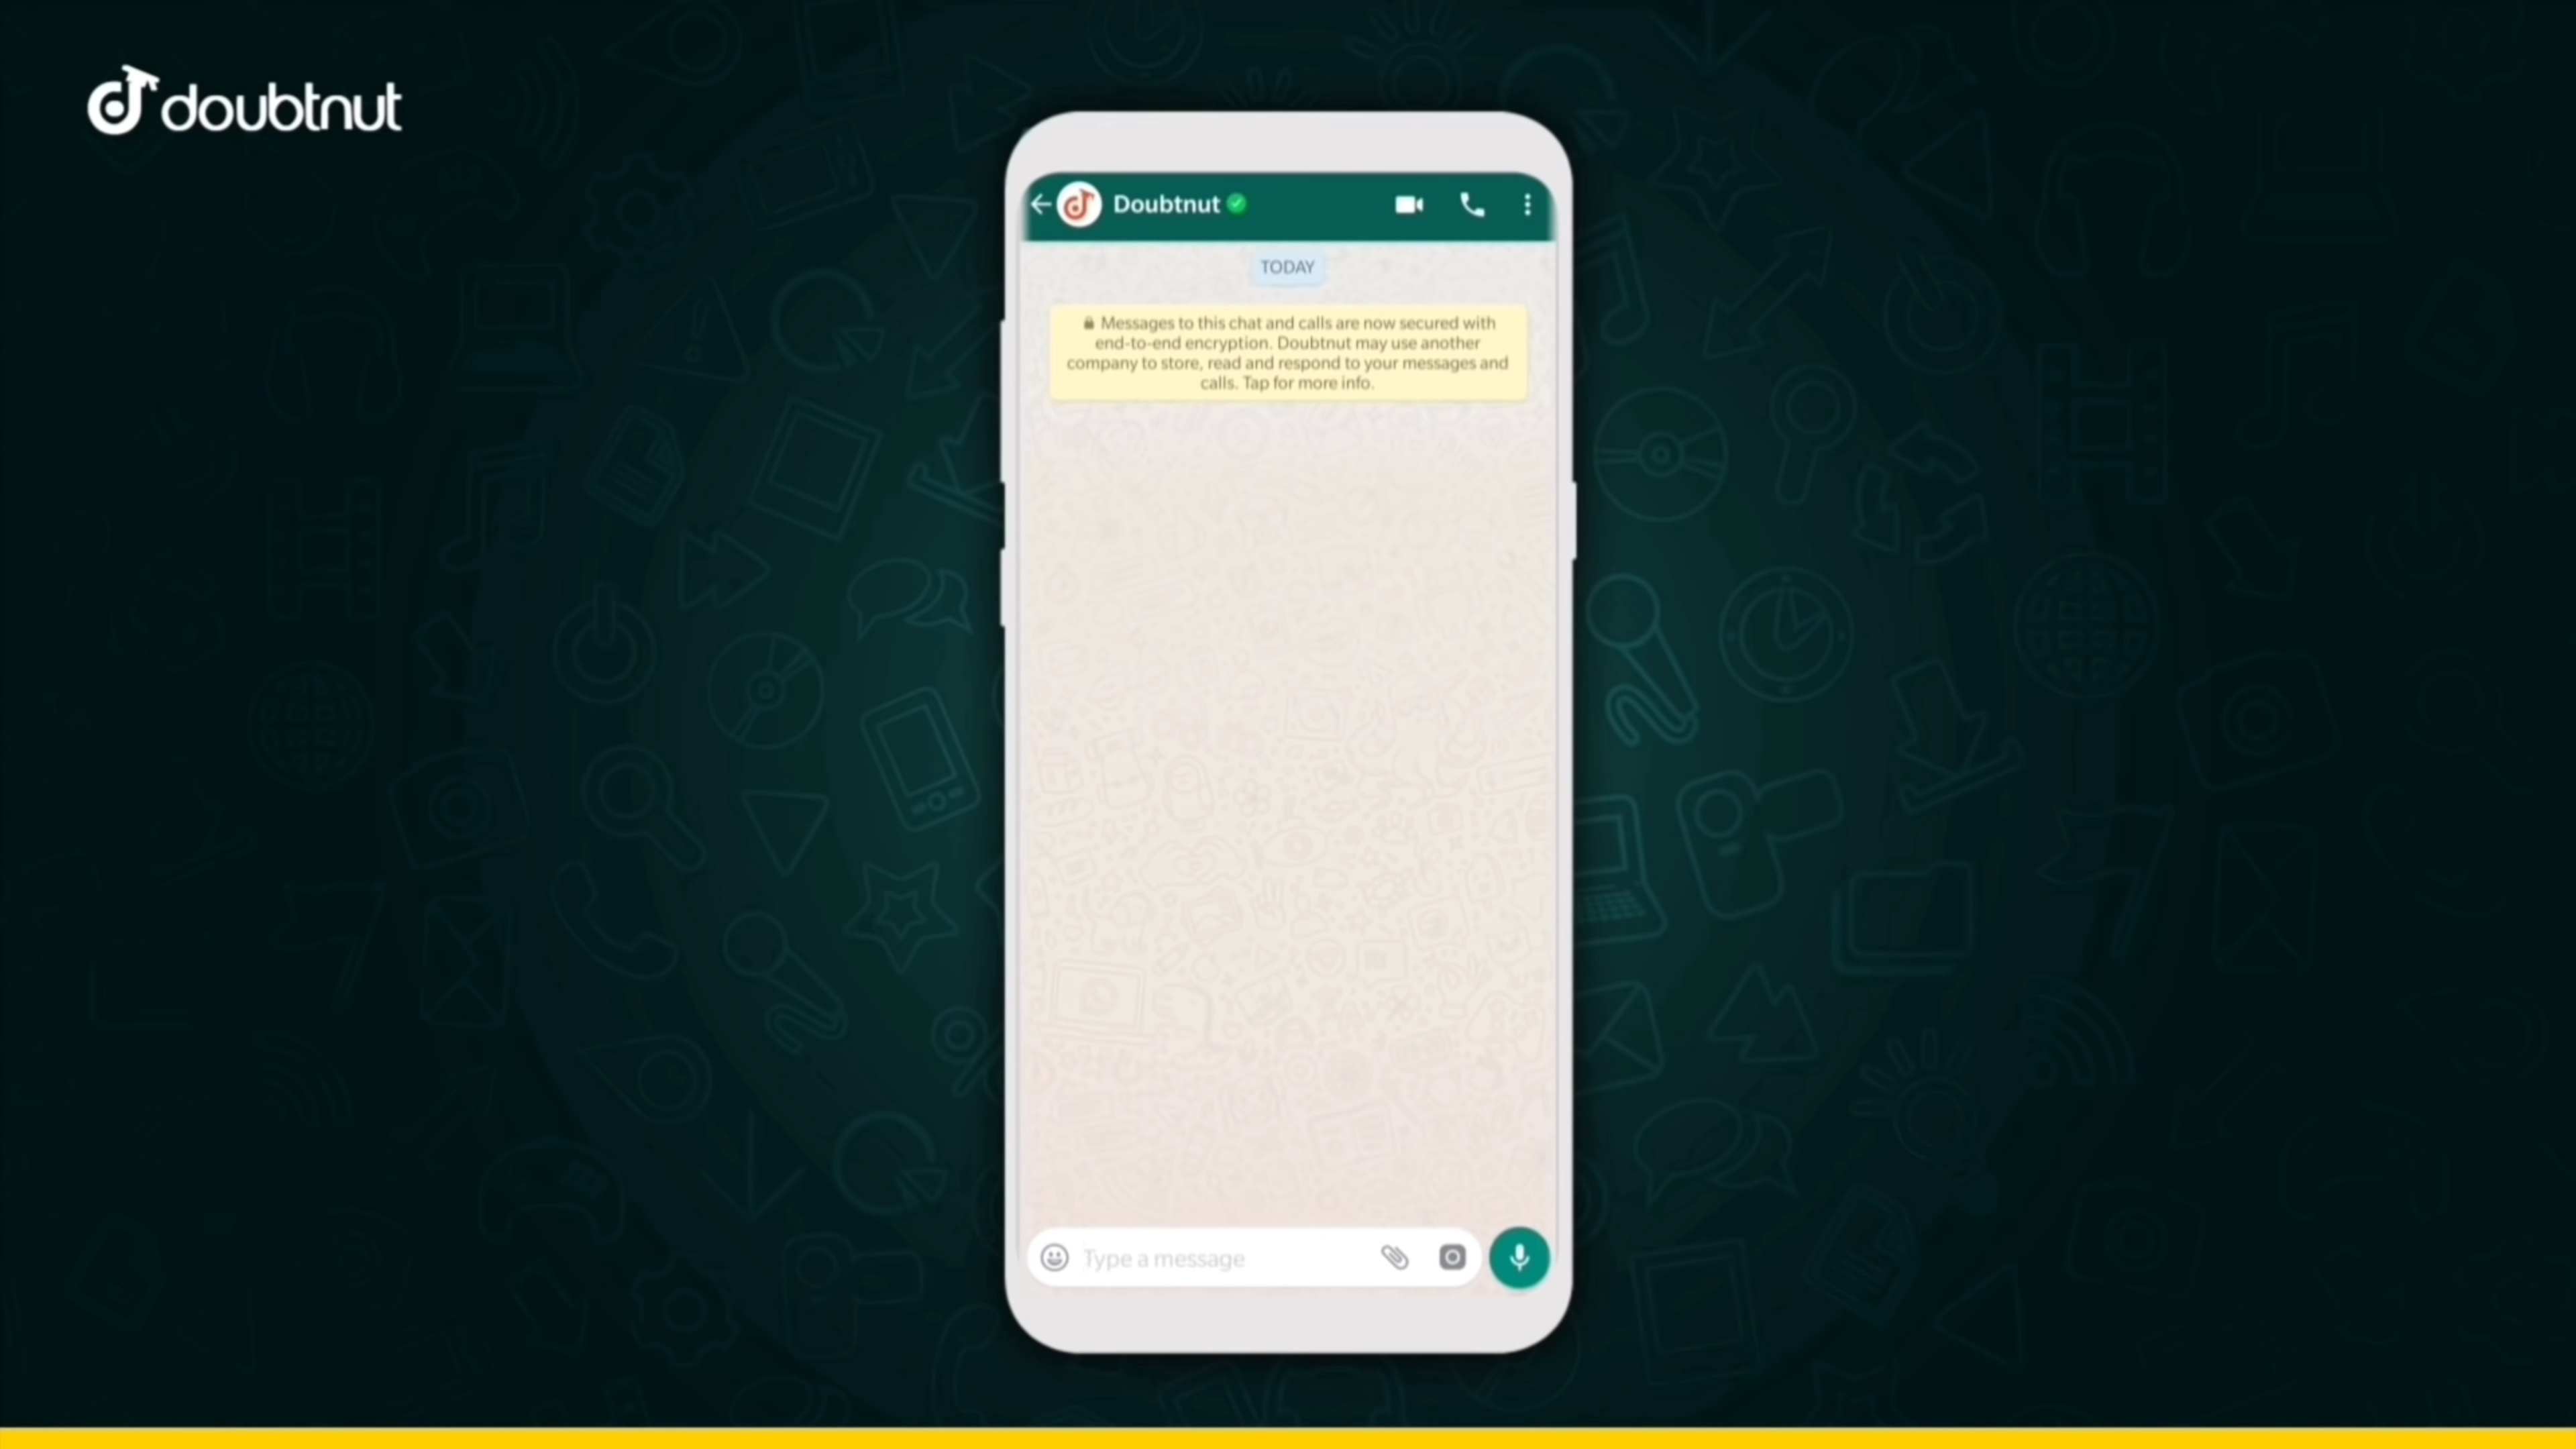 doubtnut
Doubtnut
TODAY
Messages to this chat and calls are now secured with
end-to-end encryption. Doubtnut may use another
company to store, read and respond to your messages and
calls. Tap for more info.
Type a message